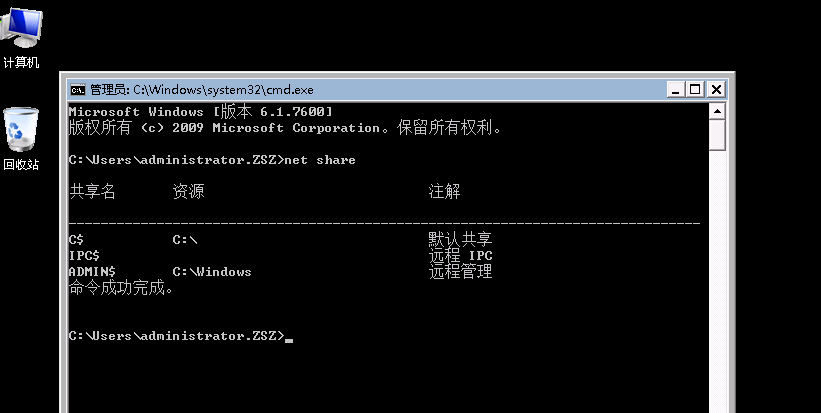 计算机
回收站
管理员: C:\Windows\system32\cmd.exe
Microsoft Windows [版本 6.1.7600]
版权所有 (c) 2009 Microsoft Corporation。保留所有权利。
C:\Users\administrator.ZSZ>net share
共享名 资源 注解
-------------------------------------------------------------------------------
C$ C:\ 默认共享
IPC$ 远程 IPC
ADMIN$ C:\Windows 远程管理
命令成功完成。
C:\Users\administrator.ZSZ>_